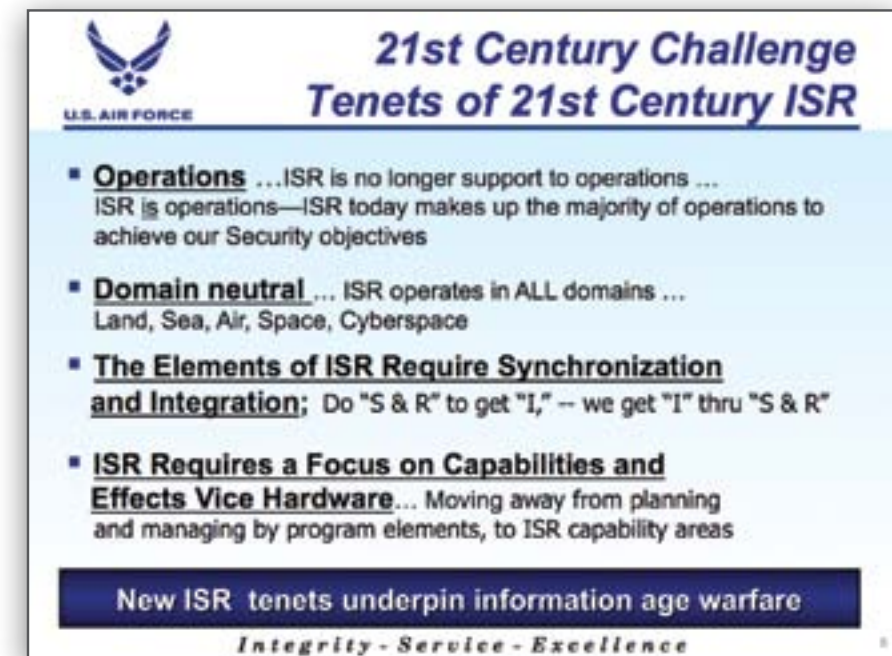 U.S. AIR FORCE
21st Century Challenge
Tenets of 21st Century ISR
▪ Operations …ISR is no longer support to operations …
ISR is operations—ISR today makes up the majority of operations to
achieve our Security objectives
▪ Domain neutral … ISR operates in ALL domains …
Land, Sea, Air, Space, Cyberspace
▪ The Elements of ISR Require Synchronization
and Integration; Do "S & R" to get "I," -- we get "I" thru "S & R"
▪ ISR Requires a Focus on Capabilities and
Effects Vice Hardware… Moving away from planning
and managing by program elements, to ISR capability areas
New ISR tenets underpin information age warfare
Integrity - Service - Excellence